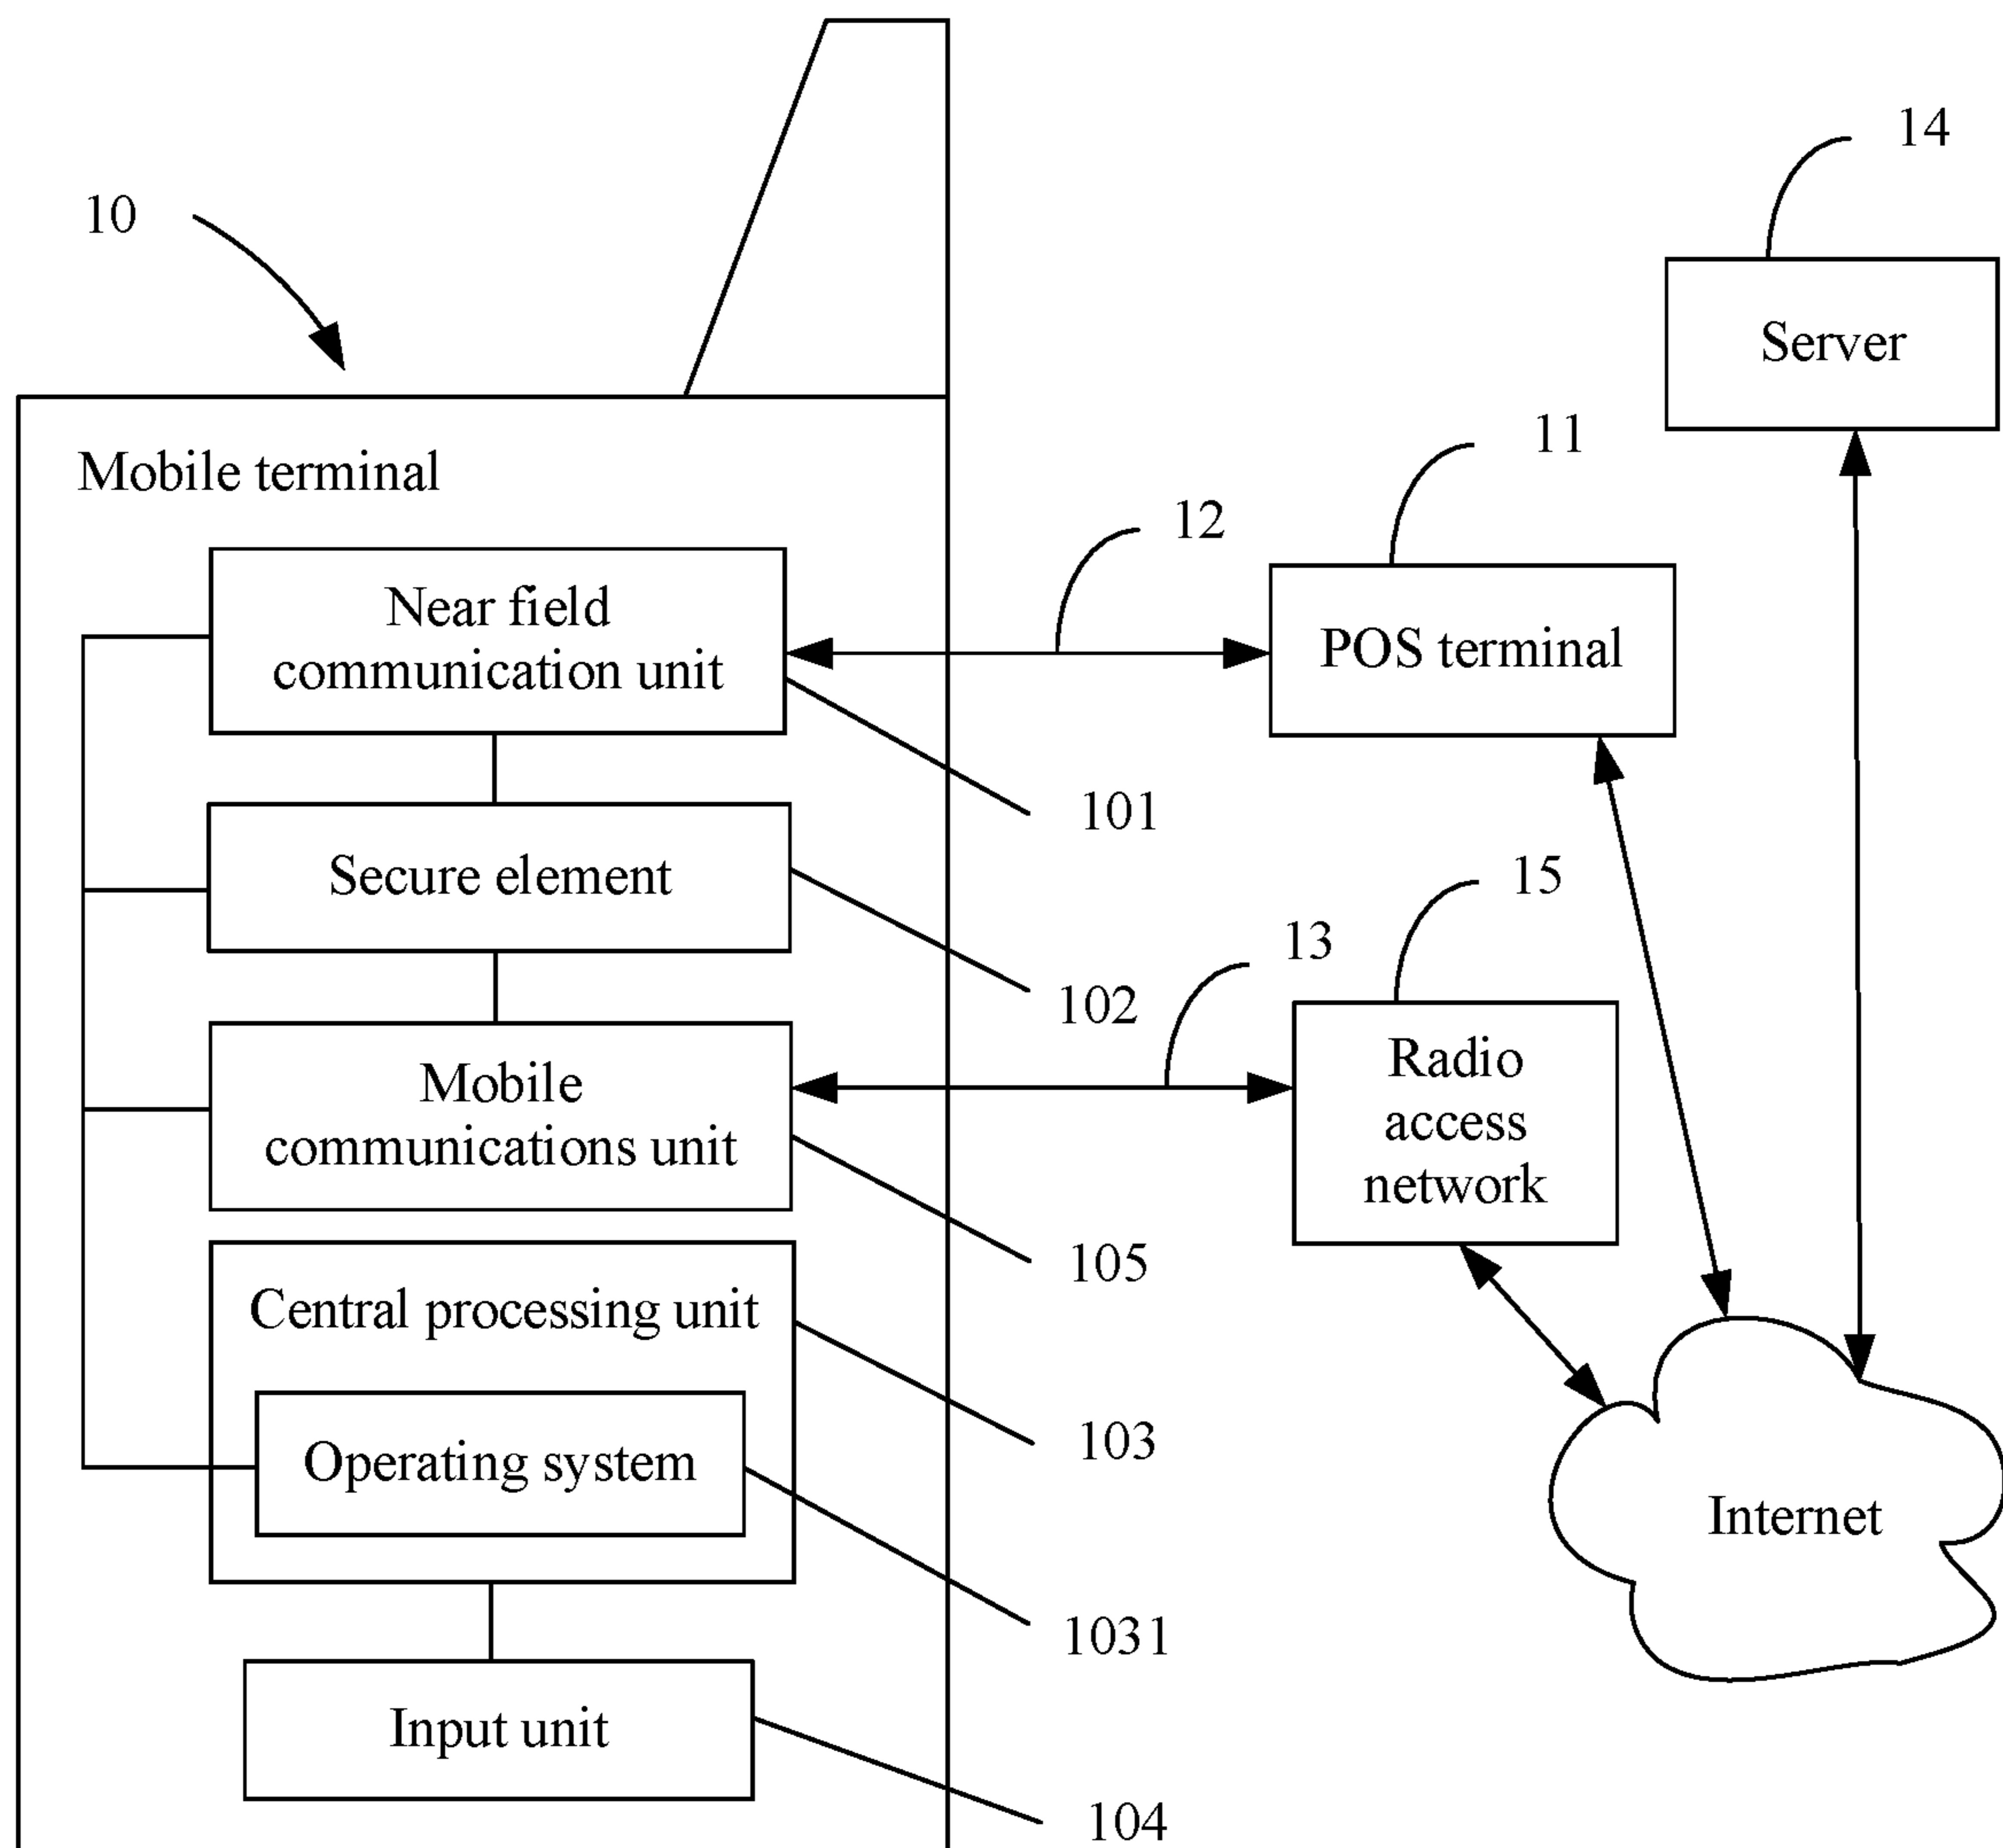 14
10
Server
11
Mobile terminal
12
Near field
communication unit
POS terminal
101
Secure element
15
13
102
Mobile
communications unit
Radio
access
network
105
Central processing unit
103
Operating system
Internet
1031
Input unit
104